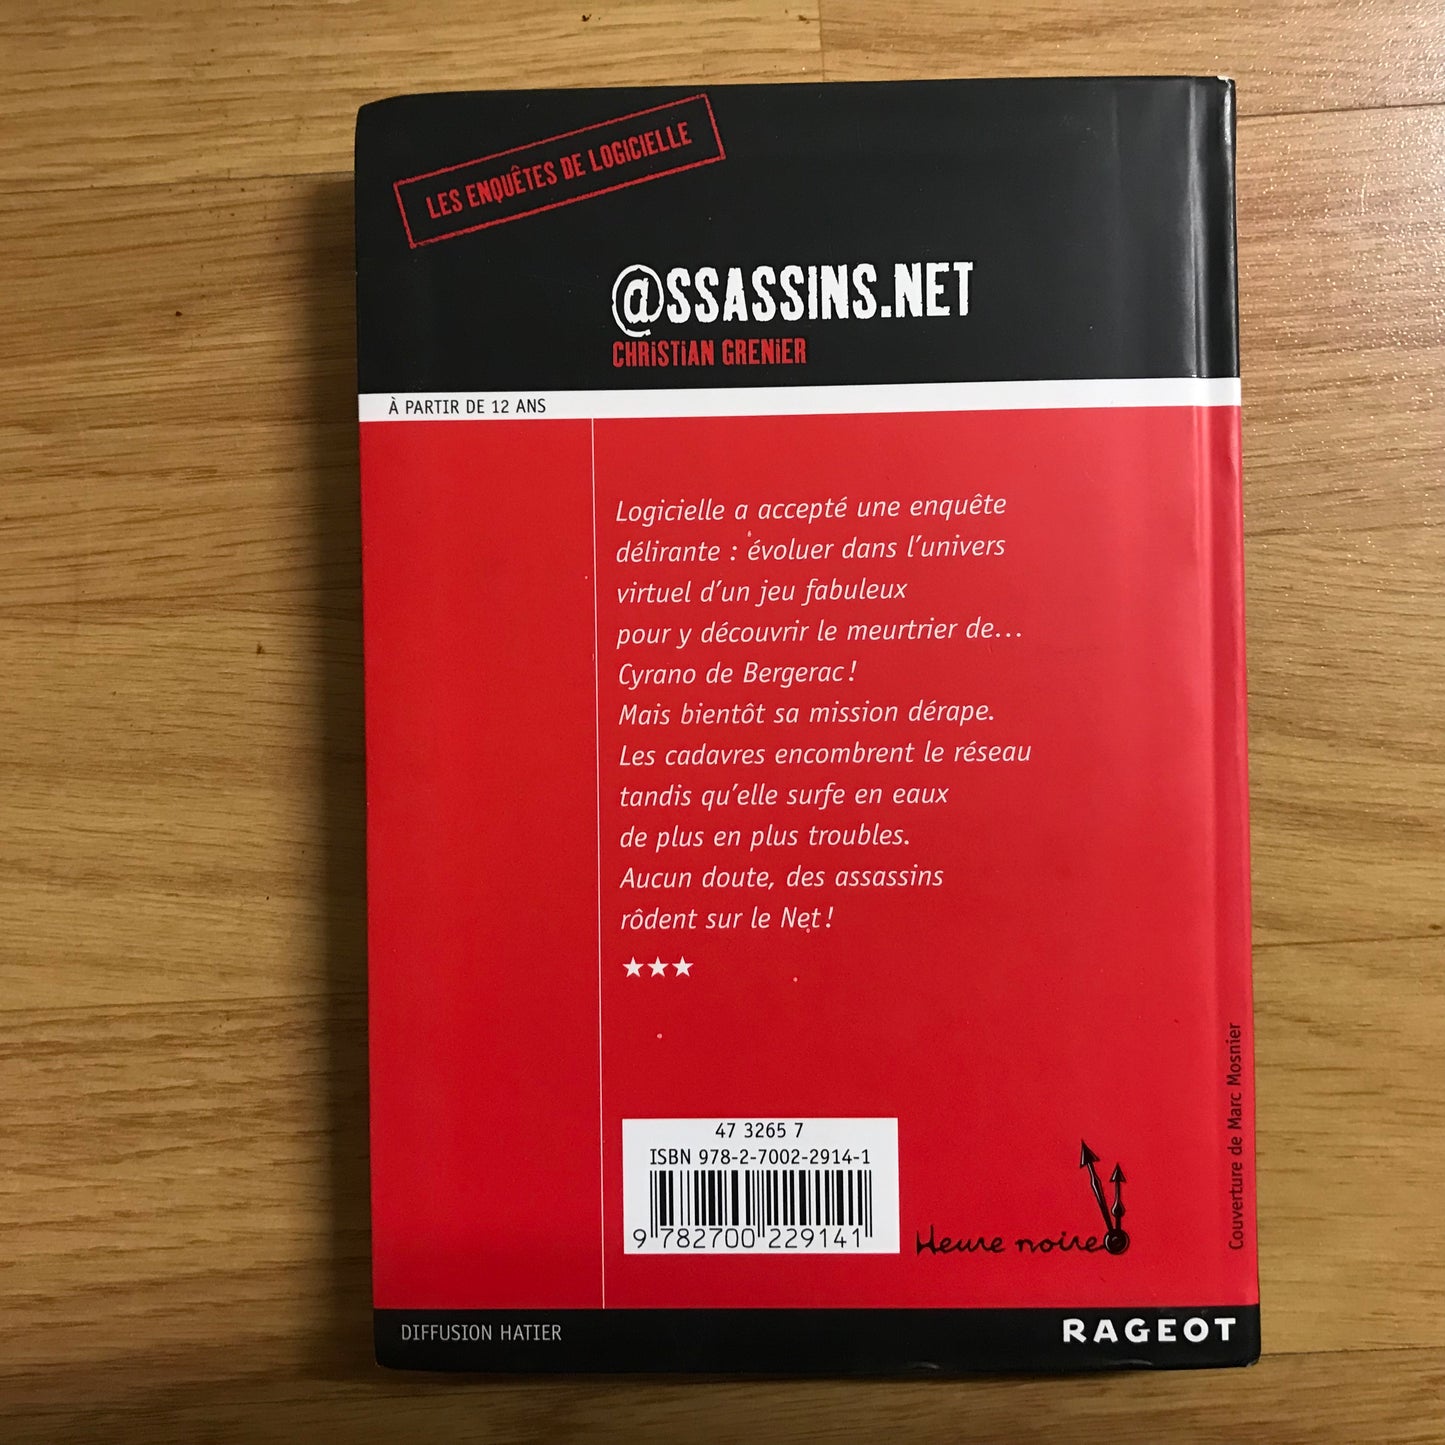 LES ENQUÊTES DE LOGICIELLE
@SSASSINS.NET
CHRiSTiAN GRENiER
À PARTIR DE 12 ANS
Logicielle a accepté une enquête
délirante : évoluer dans l'univers
virtuel d'un jeu fabuleux
pour y découvrir le meurtrier de...
Cyrano de Bergerac !
Mais bientôt sa mission dérape.
Les cadavres encombrent le réseau
tandis qu'elle surfe en eaux
de plus en plus troubles.
Aucun doute, des assassins
rôdent sur le Net !
★★★
47 3265 7
ISBN 978-2-7002-2914-1
9 782700 229141
Heure noire
Couverture de Marc Mosnier
DIFFUSION HATIER
RAGEOT